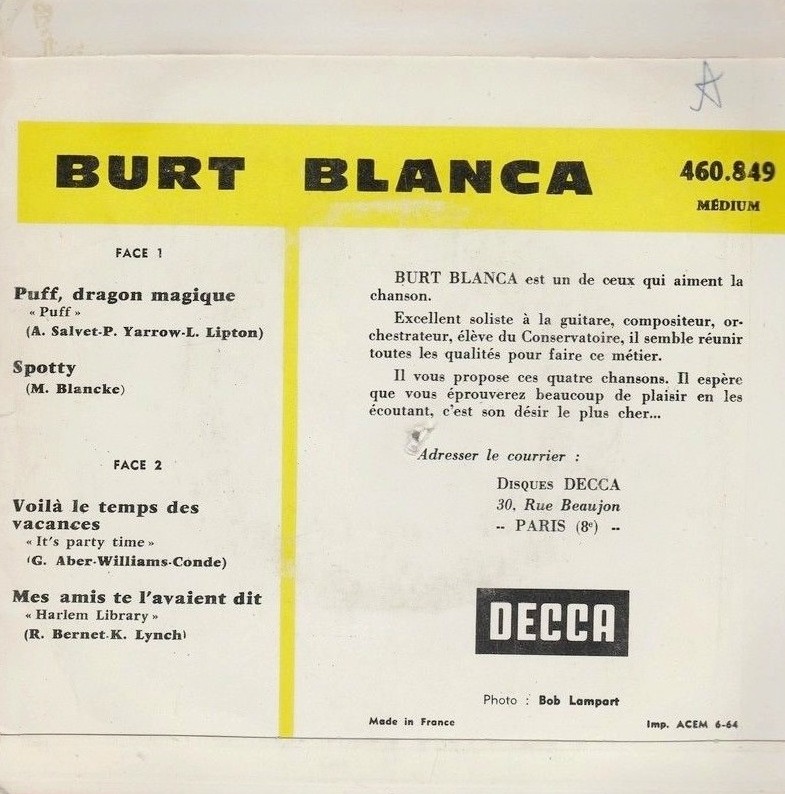 A
BURT BLANCA
460.849
MÉDIUM
FACE 1
Puff, dragon magique
« Puff »
(A. Salvet-P. Yarrow-L. Lipton)
Spotty
(M. Blancke)
FACE 2
Voilà le temps des
vacances
« It's party time »
(G. Aber-Williams-Conde)
Mes amis te l'avaient dit
« Harlem Library »
(R. Bernet-K. Lynch)
BURT BLANCA est un de ceux qui aiment la
chanson.
Excellent soliste à la guitare, compositeur, or-
chestrateur, élève du Conservatoire, il semble réunir
toutes les qualités pour faire ce métier.
Il vous propose ces quatre chansons. Il espère
que vous éprouverez beaucoup de plaisir en les
écoutant, c'est son désir le plus cher...
Adresser le courrier :
DISQUES DECCA
30, Rue Beaujon
-- PARIS (8e) --
DECCA
Photo : Bob Lampart
Made in France
Imp. ACEM 6-64